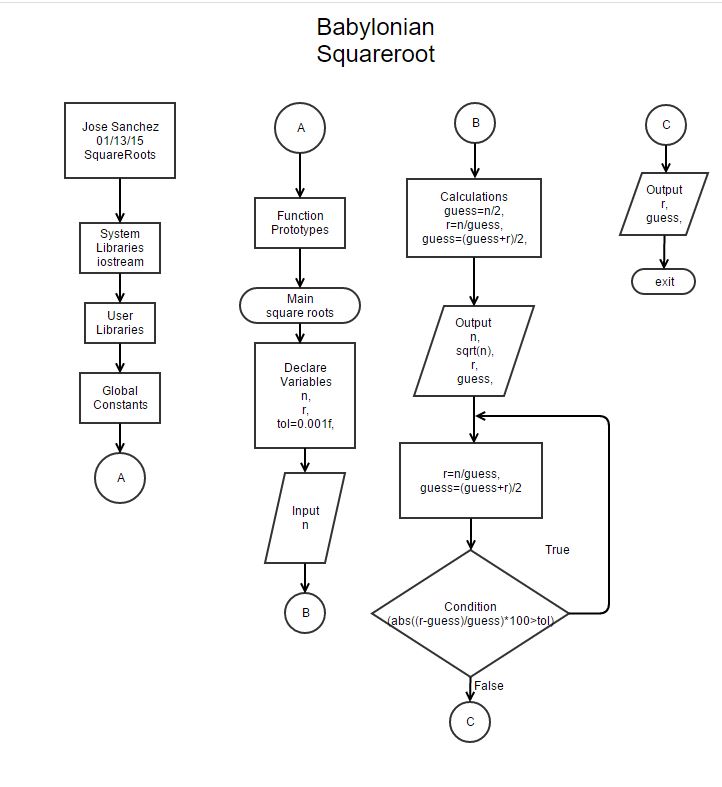 Babylonian
Squareroot
Jose Sanchez
01/13/15
SquareRoots
System
Libraries
iostream
User
Libraries
Global
Constants
A
A
Function
Prototypes
Main
square roots
Declare
Variables
n,
r,
tol=0.001f,
Input
n
B
B
Calculations
guess=n/2,
r=n/guess,
guess=(guess+r)/2,
Output
n,
sqrt(n),
r,
guess,
r=n/guess,
guess=(guess+r)/2
True
Condition
(abs((r-guess)/guess)*100>tol)
False
C
C
Output
r,
guess,
exit